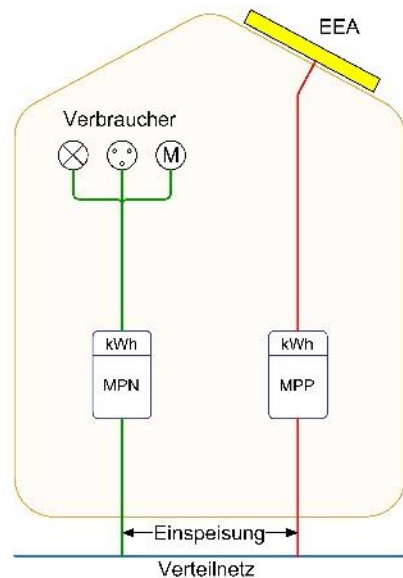 EEA
Verbraucher
M
kWh kWh
MPN MPP
Einspeisung
Verteilnetz